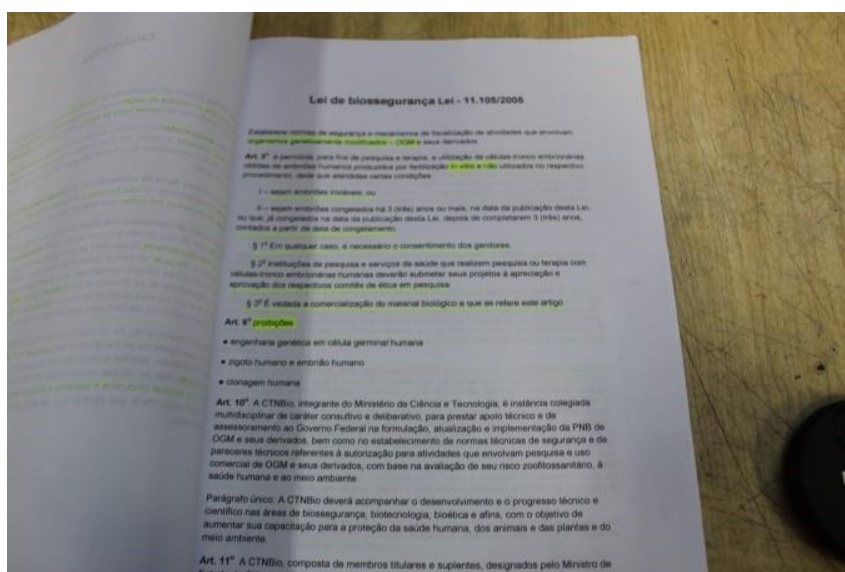 Lei de biossegurança Lei - 11.105/2005
Estabelece normas de segurança e mecanismos de fiscalização de atividades que envolvam
organismos geneticamente modificados – OGM e seus derivados.
Art. 5º é permitida, para fins de pesquisa e terapia, a utilização de células-tronco embrionárias
obtidas de embriões humanos produzidos por fertilização in vitro e não utilizados no respectivo
procedimento, atendidas certas condições
I – sejam embriões inviáveis; ou
II – sejam embriões congelados há 3 (três) anos ou mais, na data da publicação desta Lei,
ou que, já congelados na data da publicação desta Lei, depois de completarem 3 (três) anos,
contados a partir da data de congelamento.
§ 1º Em qualquer caso, é necessário o consentimento dos genitores.
§ 2º Instituições de pesquisa e serviços de saúde que realizem pesquisa ou terapia com
células-tronco embrionárias humanas deverão submeter seus projetos à apreciação e
aprovação dos respectivos comitês de ética em pesquisa.
§ 3º É vedada a comercialização do material biológico a que se refere este artigo
Art. 6º proibições
• engenharia genética em célula germinal humana
• zigoto humano e embrião humano
• clonagem humana
Art. 10º. A CTNBio, integrante do Ministério da Ciência e Tecnologia, é instância colegiada
multidisciplinar de caráter consultivo e deliberativo, para prestar apoio técnico e de
assessoramento ao Governo Federal na formulação, atualização e implementação da PNB de
OGM e seus derivados, bem como no estabelecimento de normas técnicas de segurança e de
pareceres técnicos referentes à autorização para atividades que envolvam pesquisa e uso
comercial de OGM e seus derivados, com base na avaliação de seu risco zoofitossanitário, à
saúde humana e ao meio ambiente.
Parágrafo único. A CTNBio deverá acompanhar o desenvolvimento e o progresso técnico e
científico nas áreas de biossegurança, biotecnologia, bioética e afins, com o objetivo de
aumentar sua capacitação para a proteção da saúde humana, dos animais e das plantas e do
meio ambiente.
Art. 11º. A CTNBio, composta de membros titulares e suplentes, designados pelo Ministro de